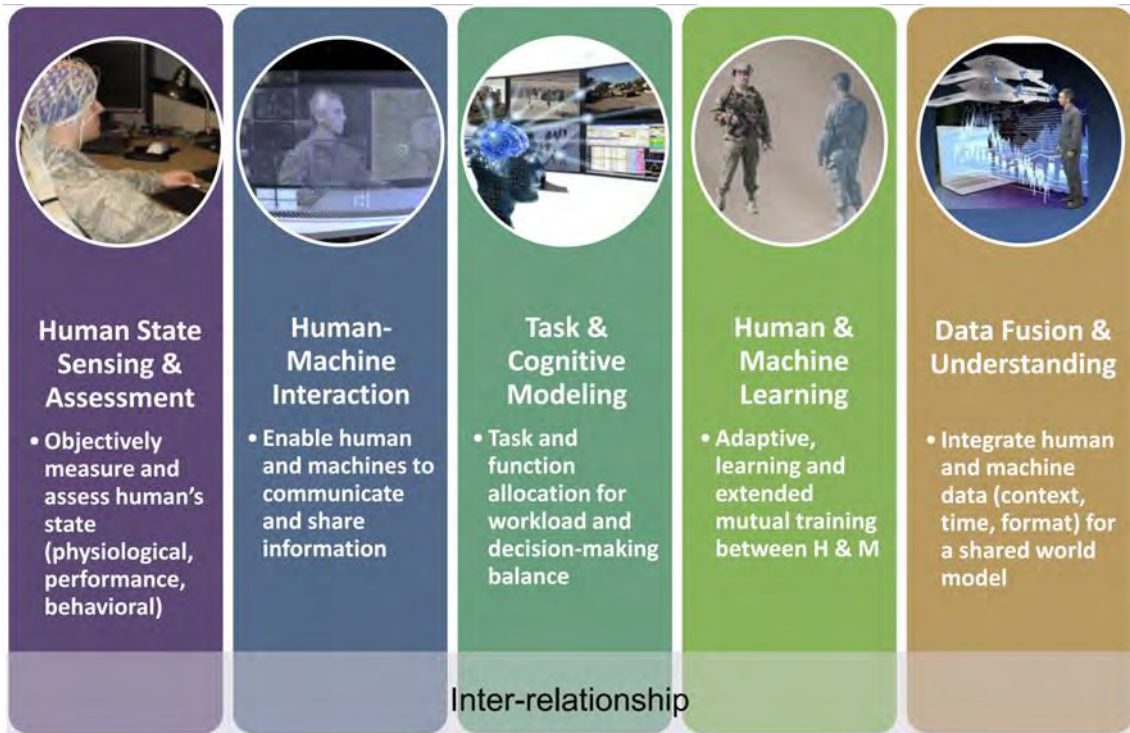 Human State
Sensing &
Assessment
• Objectively
measure and
assess human's
state
(physiological,
performance,
behavioral)
Human-
Machine
Interaction
• Enable human
and machines to
communicate
and share
information
Task &
Cognitive
Modeling
• Task and
function
allocation for
workload and
decision-making
balance
Human &
Machine
Learning
• Adaptive,
learning and
extended
mutual training
between H & M
Data Fusion &
Understanding
• Integrate human
and machine
data (context,
time, format) for
a shared world
model
Inter-relationship